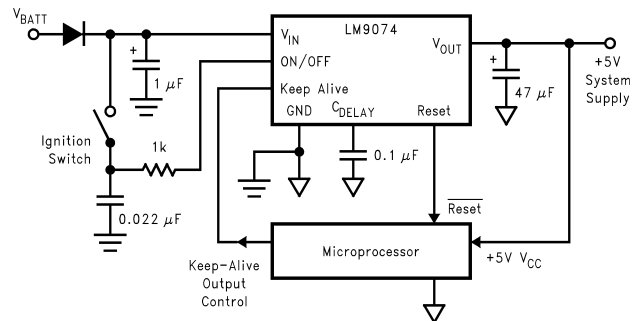 V_BATT
LM9074
V_IN
V_OUT
ON/OFF
Keep Alive
GND
C_DELAY
Reset
+
1 μF
+
47 μF
+5V
System
Supply
Ignition
Switch
1k
0.1 μF
0.022 μF
Reset
Microprocessor
+5V V_CC
Keep-Alive
Output
Control